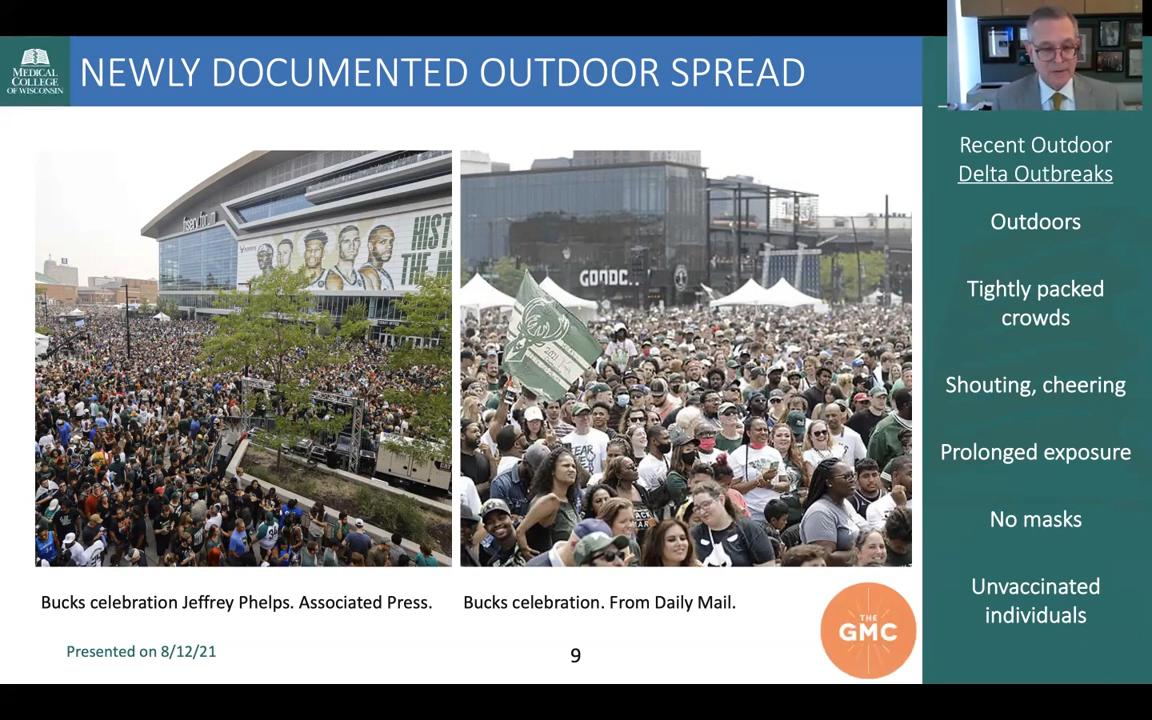 MEDICAL
COLLEGE
OF WISCONSIN
NEWLY DOCUMENTED OUTDOOR SPREAD
fiserv.forum
HIST
THE M
GOODC..
Bucks celebration Jeffrey Phelps. Associated Press.
Bucks celebration. From Daily Mail.
Presented on 8/12/21
9
THE
GMC
Recent Outdoor
Delta Outbreaks
Outdoors
Tightly packed
crowds
Shouting, cheering
Prolonged exposure
No masks
Unvaccinated
individuals